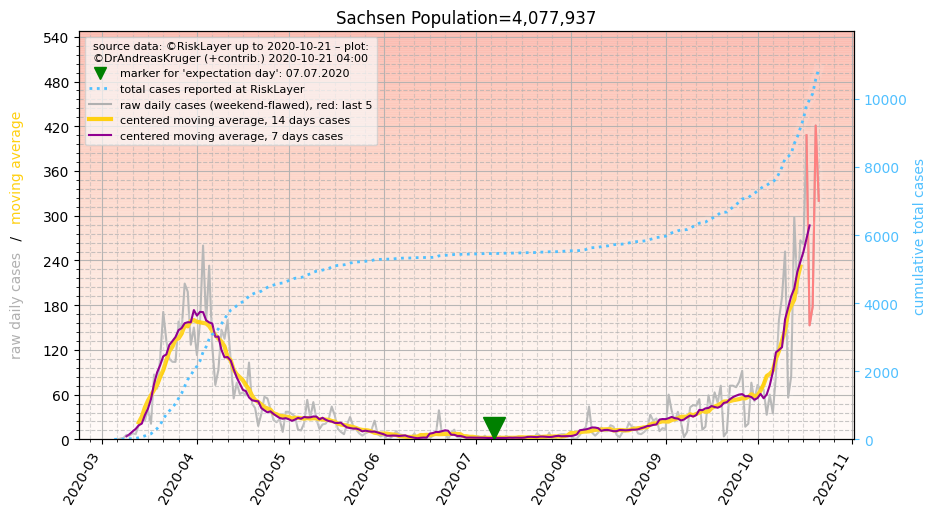 Sachsen Population=4,077,937
source data: ©RiskLayer up to 2020-10-21 – plot:
©DrAndreasKruger (+contrib.) 2020-10-21 04:00
marker for 'expectation day': 07.07.2020
total cases reported at RiskLayer
raw daily cases (weekend-flawed), red: last 5
centered moving average, 14 days cases
centered moving average, 7 days cases
raw daily cases / moving average
540
480
420
360
300
240
180
120
60
0
10000
8000
6000
4000
2000
0
cumulative total cases
2020-03
2020-04
2020-05
2020-06
2020-07
2020-08
2020-09
2020-10
2020-11